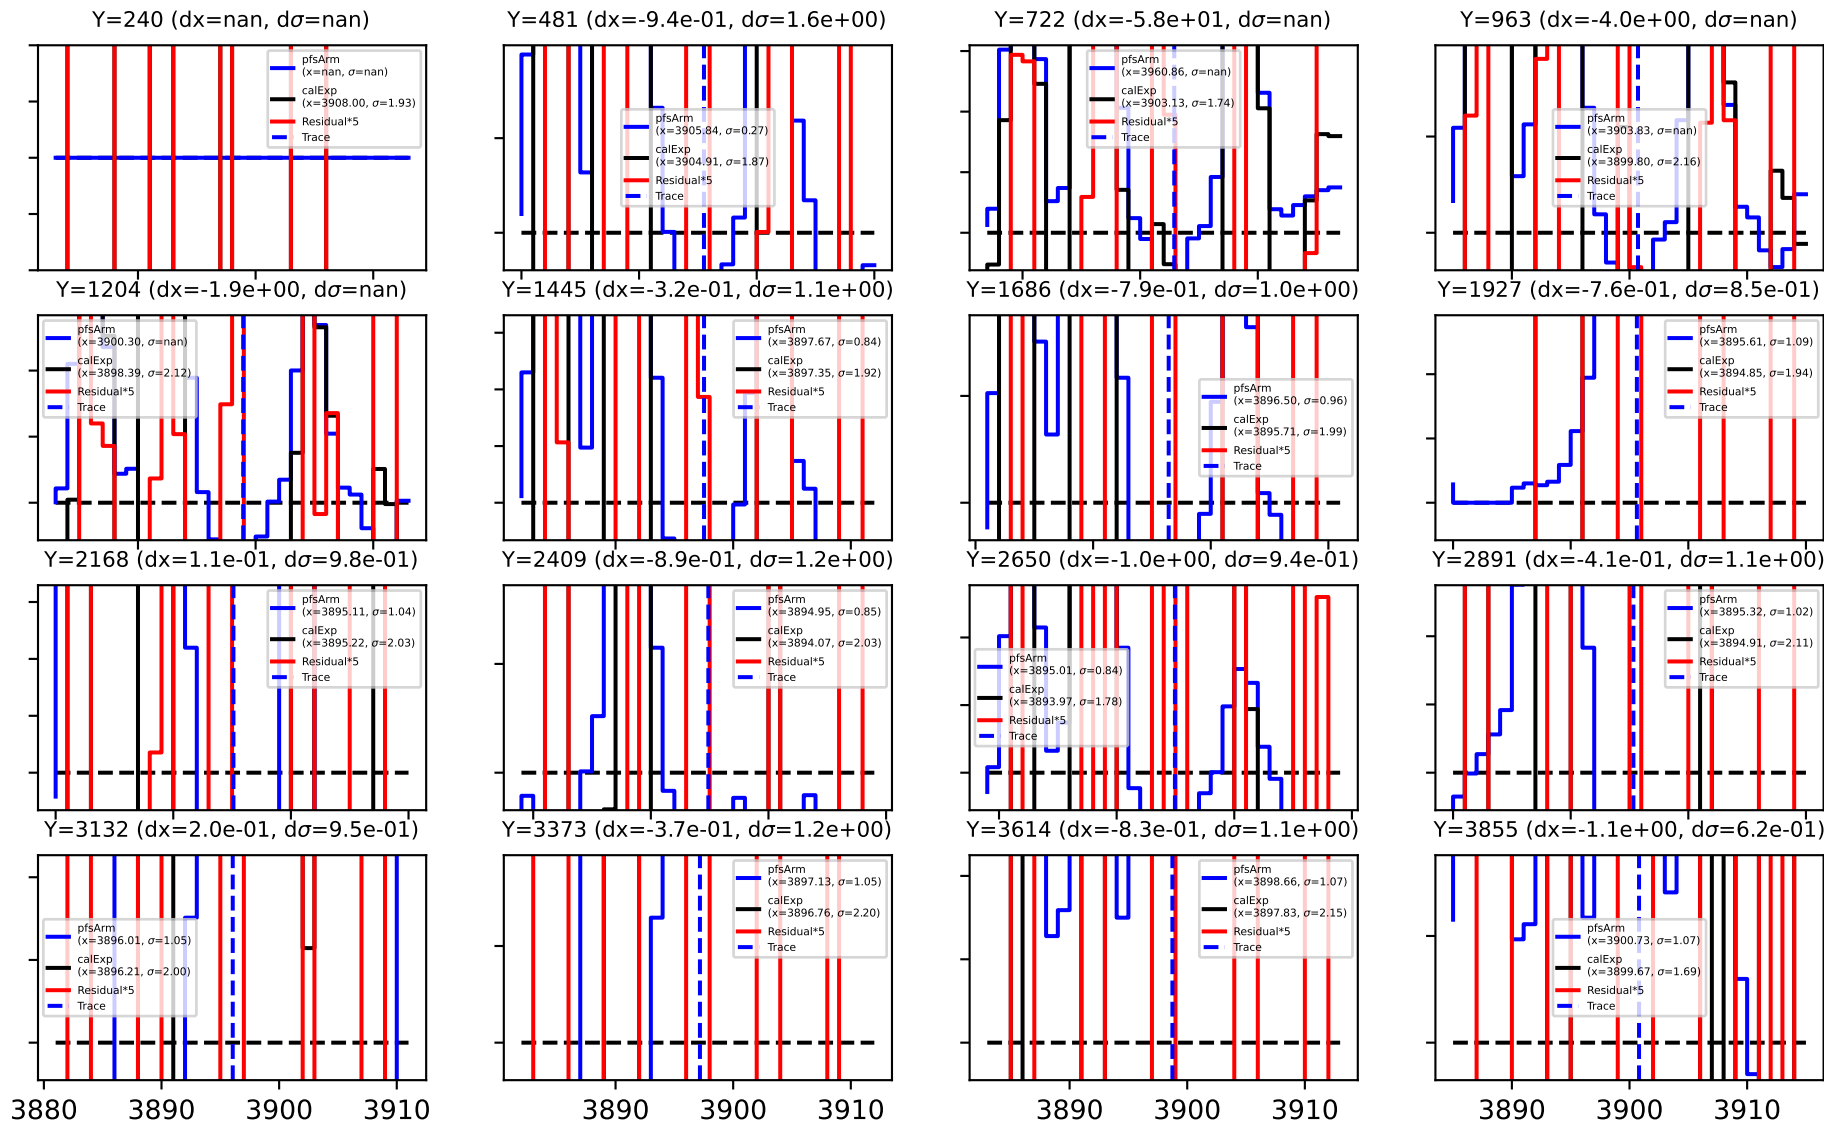 Y=240 (dx=nan, dσ=nan)
pfsArm
(x=nan, σ=nan)
calExp
(x=3908.00, σ=1.93)
Residual*5
Trace
Y=481 (dx=-9.4e-01, dσ=1.6e+00)
pfsArm
(x=3905.84, σ=0.27)
calExp
(x=3904.91, σ=1.87)
Residual*5
Trace
Y=722 (dx=-5.8e+01, dσ=nan)
pfsArm
(x=3960.86, σ=nan)
calExp
(x=3903.13, σ=1.74)
Residual*5
Trace
Y=963 (dx=-4.0e+00, dσ=nan)
pfsArm
(x=3903.83, σ=nan)
calExp
(x=3899.80, σ=2.16)
Residual*5
Trace
Y=1204 (dx=-1.9e+00, dσ=nan)
pfsArm
(x=3900.30, σ=nan)
calExp
(x=3898.39, σ=2.12)
Residual*5
Trace
Y=1445 (dx=-3.2e-01, dσ=1.1e+00)
pfsArm
(x=3897.67, σ=0.84)
calExp
(x=3897.35, σ=1.92)
Residual*5
Trace
Y=1686 (dx=-7.9e-01, dσ=1.0e+00)
pfsArm
(x=3896.50, σ=0.96)
calExp
(x=3895.71, σ=1.99)
Residual*5
Trace
Y=1927 (dx=-7.6e-01, dσ=8.5e-01)
pfsArm
(x=3895.61, σ=1.09)
calExp
(x=3894.85, σ=1.94)
Residual*5
Trace
Y=2168 (dx=1.1e-01, dσ=9.8e-01)
pfsArm
(x=3895.11, σ=1.04)
calExp
(x=3895.22, σ=2.03)
Residual*5
Trace
Y=2409 (dx=-8.9e-01, dσ=1.2e+00)
pfsArm
(x=3894.95, σ=0.85)
calExp
(x=3894.07, σ=2.03)
Residual*5
Trace
Y=2650 (dx=-1.0e+00, dσ=9.4e-01)
pfsArm
(x=3895.01, σ=0.84)
calExp
(x=3893.97, σ=1.78)
Residual*5
Trace
Y=2891 (dx=-4.1e-01, dσ=1.1e+00)
pfsArm
(x=3895.32, σ=1.02)
calExp
(x=3894.91, σ=2.11)
Residual*5
Trace
Y=3132 (dx=2.0e-01, dσ=9.5e-01)
pfsArm
(x=3896.01, σ=1.05)
calExp
(x=3896.21, σ=2.00)
Residual*5
Trace
3880 3890 3900 3910
Y=3373 (dx=-3.7e-01, dσ=1.2e+00)
pfsArm
(x=3897.13, σ=1.05)
calExp
(x=3896.76, σ=2.20)
Residual*5
Trace
3890 3900 3910
Y=3614 (dx=-8.3e-01, dσ=1.1e+00)
pfsArm
(x=3898.66, σ=1.07)
calExp
(x=3897.83, σ=2.15)
Residual*5
Trace
3890 3900 3910
Y=3855 (dx=-1.1e+00, dσ=6.2e-01)
pfsArm
(x=3900.73, σ=1.07)
calExp
(x=3899.67, σ=1.69)
Residual*5
Trace
3890 3900 3910